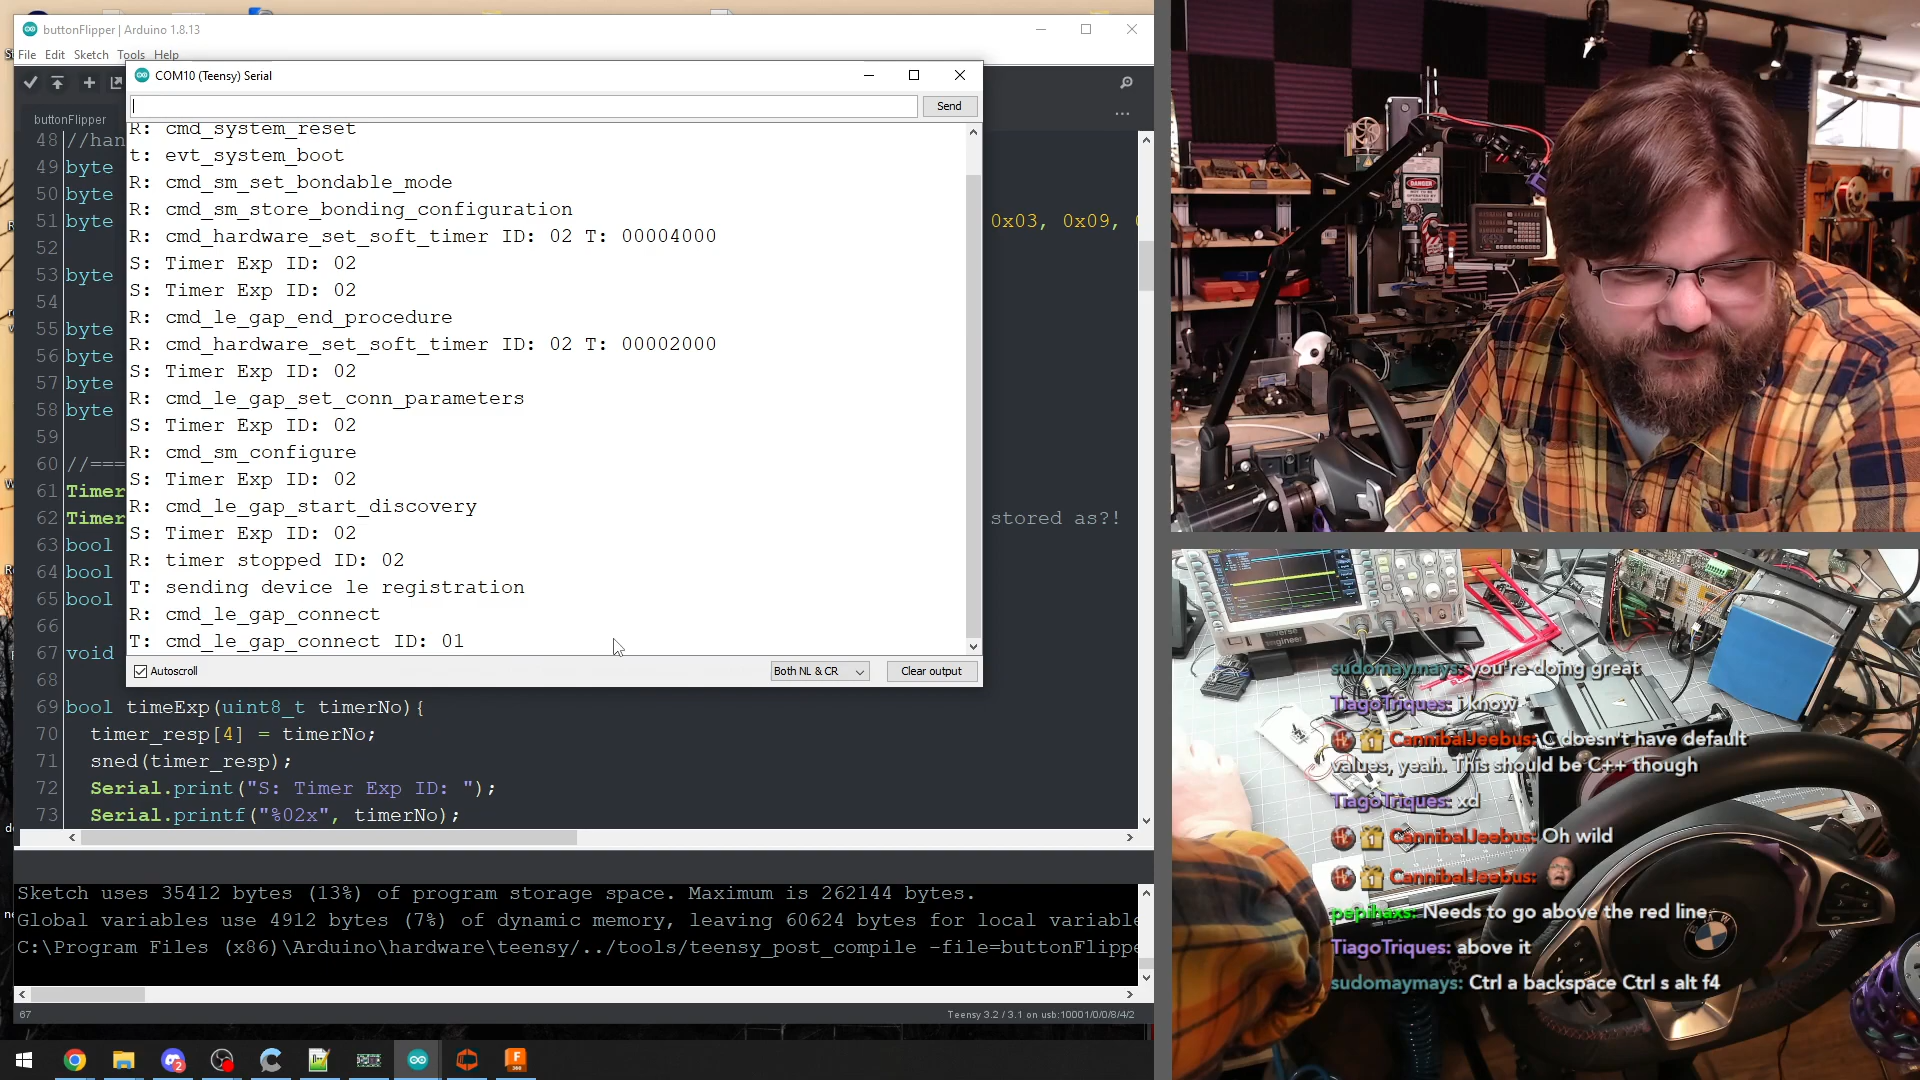 buttonFlipper | Arduino 1.8.13
File Edit Sketch Tools Help
COM10 (Teensy) Serial
Send
buttonFlipper
R: cmd_system_reset
t: evt_system_boot
R: cmd_sm_set_bondable_mode
R: cmd_sm_store_bonding_configuration
R: cmd_hardware_set_soft_timer ID: 02 T: 00004000
S: Timer Exp ID: 02
S: Timer Exp ID: 02
R: cmd_le_gap_end_procedure
R: cmd_hardware_set_soft_timer ID: 02 T: 00002000
S: Timer Exp ID: 02
R: cmd_le_gap_set_conn_parameters
S: Timer Exp ID: 02
R: cmd_sm_configure
S: Timer Exp ID: 02
R: cmd_le_gap_start_discovery
S: Timer Exp ID: 02
R: timer stopped ID: 02
T: sending device le registration
R: cmd_le_gap_connect
T: cmd_le_gap_connect ID: 01
Autoscroll
Both NL & CR
Clear output
48 //han
49 byte
50 byte
51 byte 0x03, 0x09,
52
53 byte
54
55 byte
56 byte
57 byte
58 byte
59
60 //===
61 Timer
62 Timer stored as?!
63 bool
64 bool
65 bool
66
67 void
68
69 bool timeExp(uint8_t timerNo){
70 timer_resp[4] = timerNo;
71 sned(timer_resp);
72 Serial.print("S: Timer Exp ID: ");
73 Serial.printf("%02x", timerNo);
Sketch uses 35412 bytes (13%) of program storage space. Maximum is 262144 bytes.
Global variables use 4912 bytes (7%) of dynamic memory, leaving 60624 bytes for local variable
C:\Program Files (x86)\Arduino\hardware\teensy/../tools/teensy_post_compile -file=buttonFlippe
67
Teensy 3.2 / 3.1 on usb:10001/0/0/8/4/2
DANGER
sudomaymays: you're doing great
TiagoTriques: i know
CannibalJeebus: C doesn't have default
values, yeah. This should be C++ though
TiagoTriques: xd
CannibalJeebus: Oh wild
CannibalJeebus:
pepihaxs: Needs to go above the red line
TiagoTriques: above it
sudomaymays: Ctrl a backspace Ctrl s alt f4